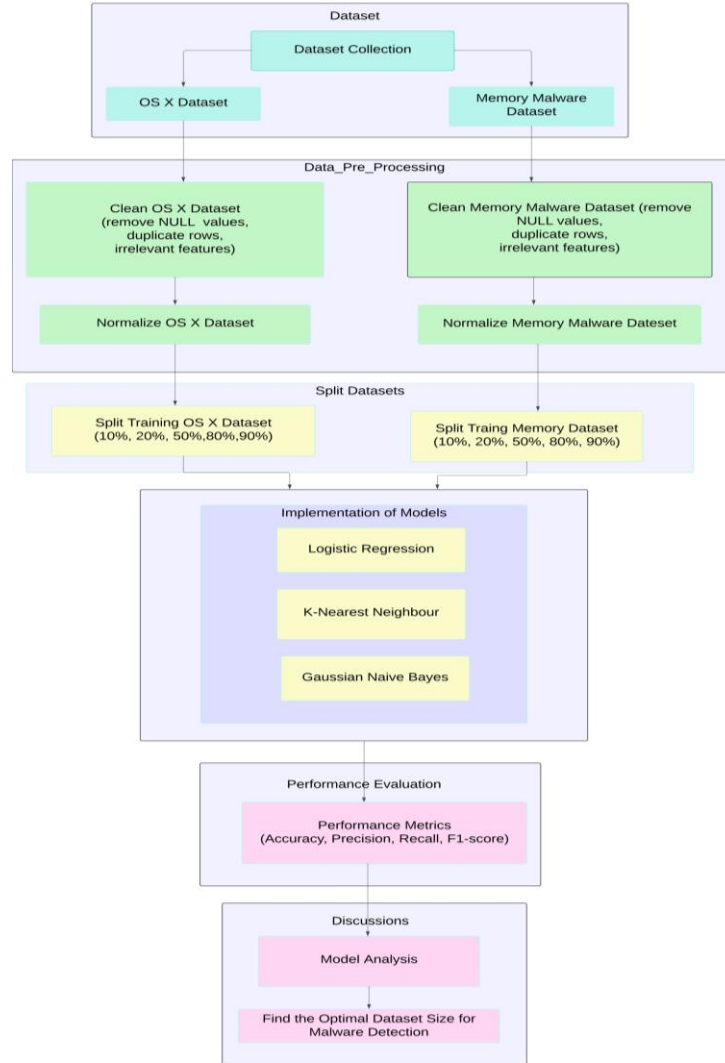 Dataset
Dataset Collection
OS X Dataset
Memory Malware
Dataset
Data_Pre_Processing
Clean OS X Dataset
(remove NULL values,
duplicate rows,
irrelevant features)
Clean Memory Malware Dataset (remove
NULL values,
duplicate rows,
irrelevant features)
Normalize OS X Dataset
Normalize Memory Malware Dateset
Split Datasets
Split Training OS X Dataset
(10%, 20%, 50%,80%,90%)
Split Traing Memory Dataset
(10%, 20%, 50%, 80%, 90%)
Implementation of Models
Logistic Regression
K-Nearest Neighbour
Gaussian Naive Bayes
Performance Evaluation
Performance Metrics
(Accuracy, Precision, Recall, F1-score)
Discussions
Model Analysis
Find the Optimal Dataset Size for
Malware Detection